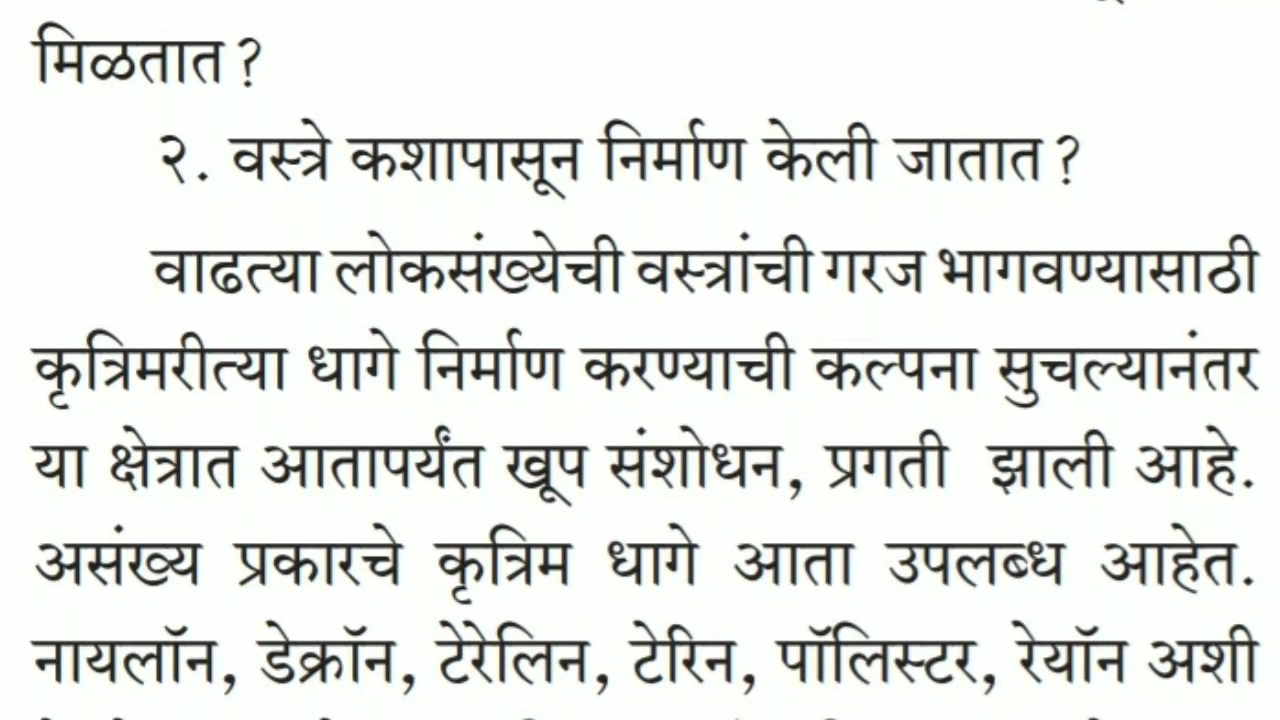 मिळतात?
२. वस्त्रे कशापासून निर्माण केली जातात?
वाढत्या लोकसंख्येची वस्त्रांची गरज भागवण्यासाठी
कृत्रिमरीत्या धागे निर्माण करण्याची कल्पना सुचल्यानंतर
या क्षेत्रात आतापर्यंत खूप संशोधन, प्रगती झाली आहे.
असंख्य प्रकारचे कृत्रिम धागे आता उपलब्ध आहेत.
नायलॉन, डेक्रॉन, टेरेलिन, टेरिन, पॉलिस्टर, रेयॉन अशी